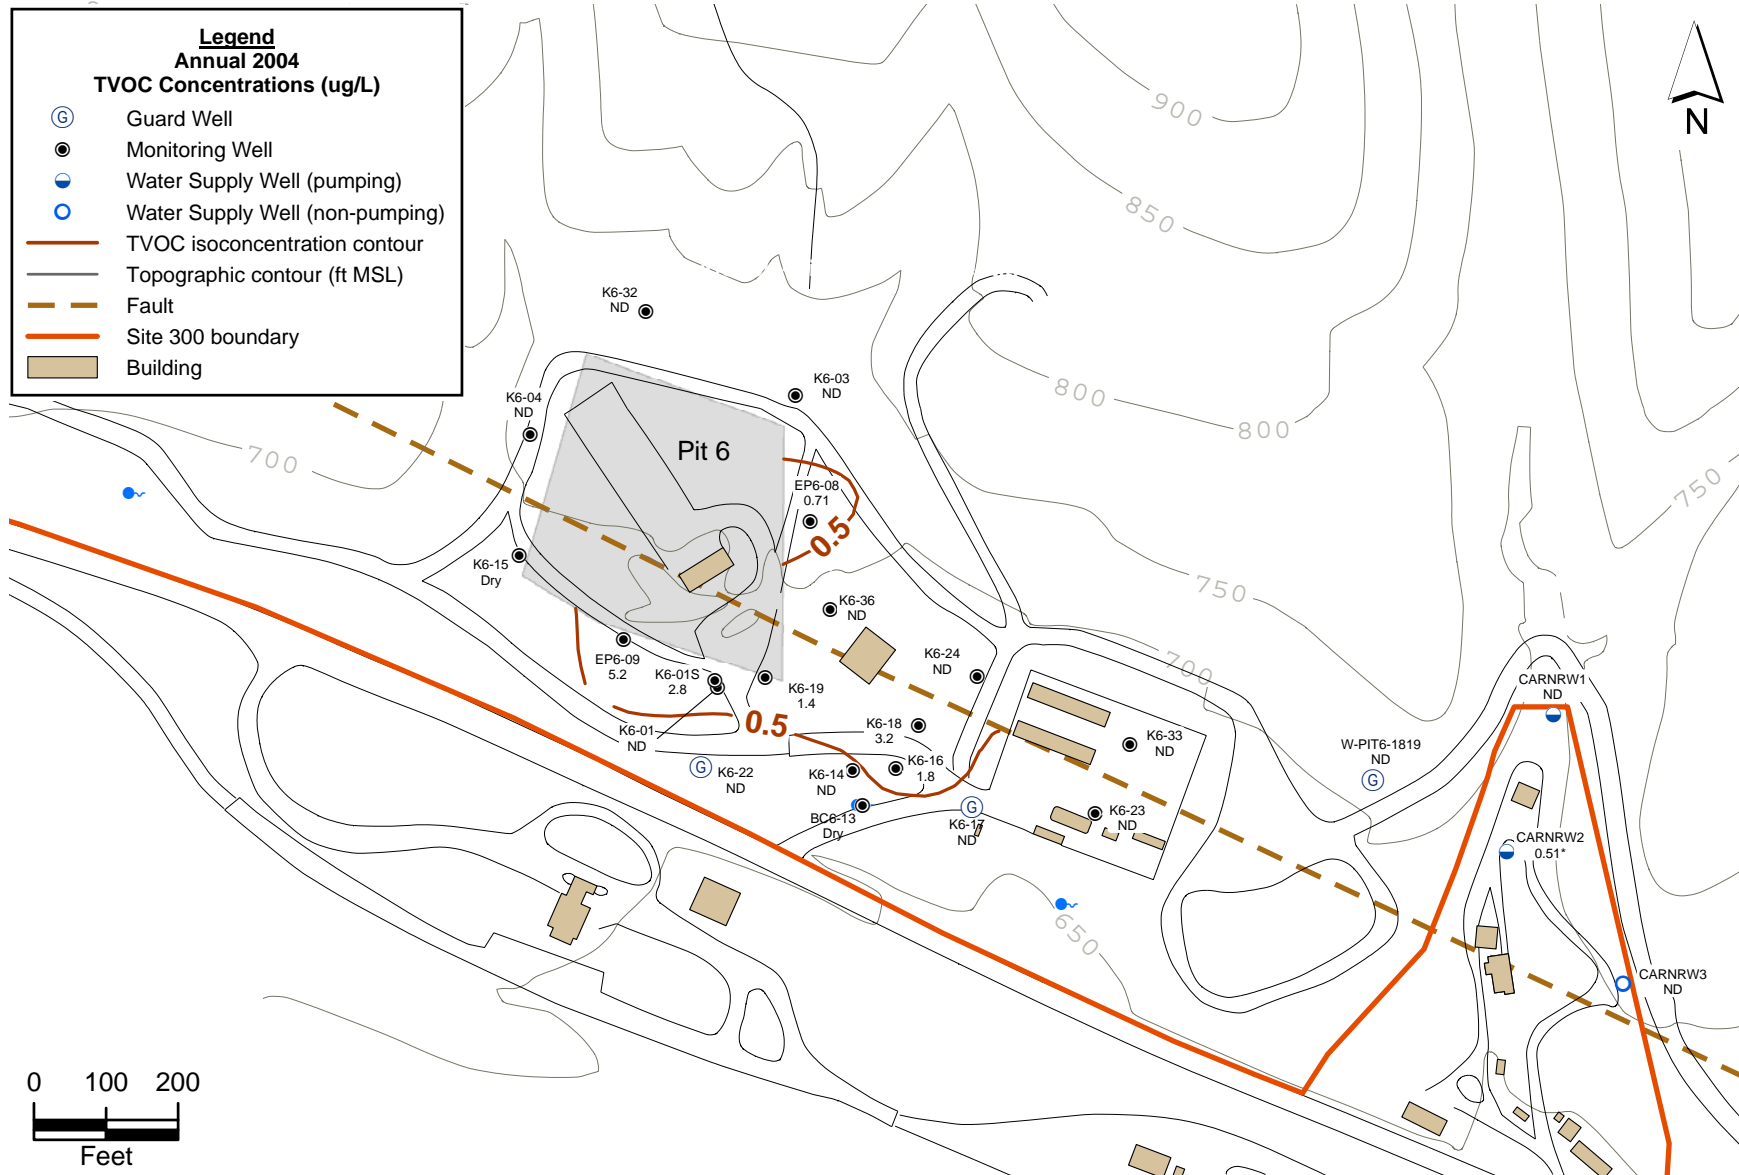 Legend
Annual 2004
TVOC Concentrations (ug/L)
G Guard Well
Monitoring Well
Water Supply Well (pumping)
Water Supply Well (non-pumping)
TVOC isoconcentration contour
Topographic contour (ft MSL)
Fault
Site 300 boundary
Building
N
900
850
800
800
750
750
700
700
650
K6-32
ND
K6-03
ND
K6-04
ND
Pit 6
EP6-08
0.71
0.5
K6-15
Dry
K6-36
ND
EP6-09
5.2
K6-01S
2.8
K6-19
1.4
K6-24
ND
K6-01
ND
0.5
K6-18
3.2
K6-33
ND
G K6-22
ND
K6-14
ND
K6-16
1.8
BC6-13
Dry
G
K6-17
ND
K6-23
ND
W-PIT6-1819
ND
G
CARNRW1
ND
CARNRW2
0.51*
CARNRW3
ND
0 100 200
Feet